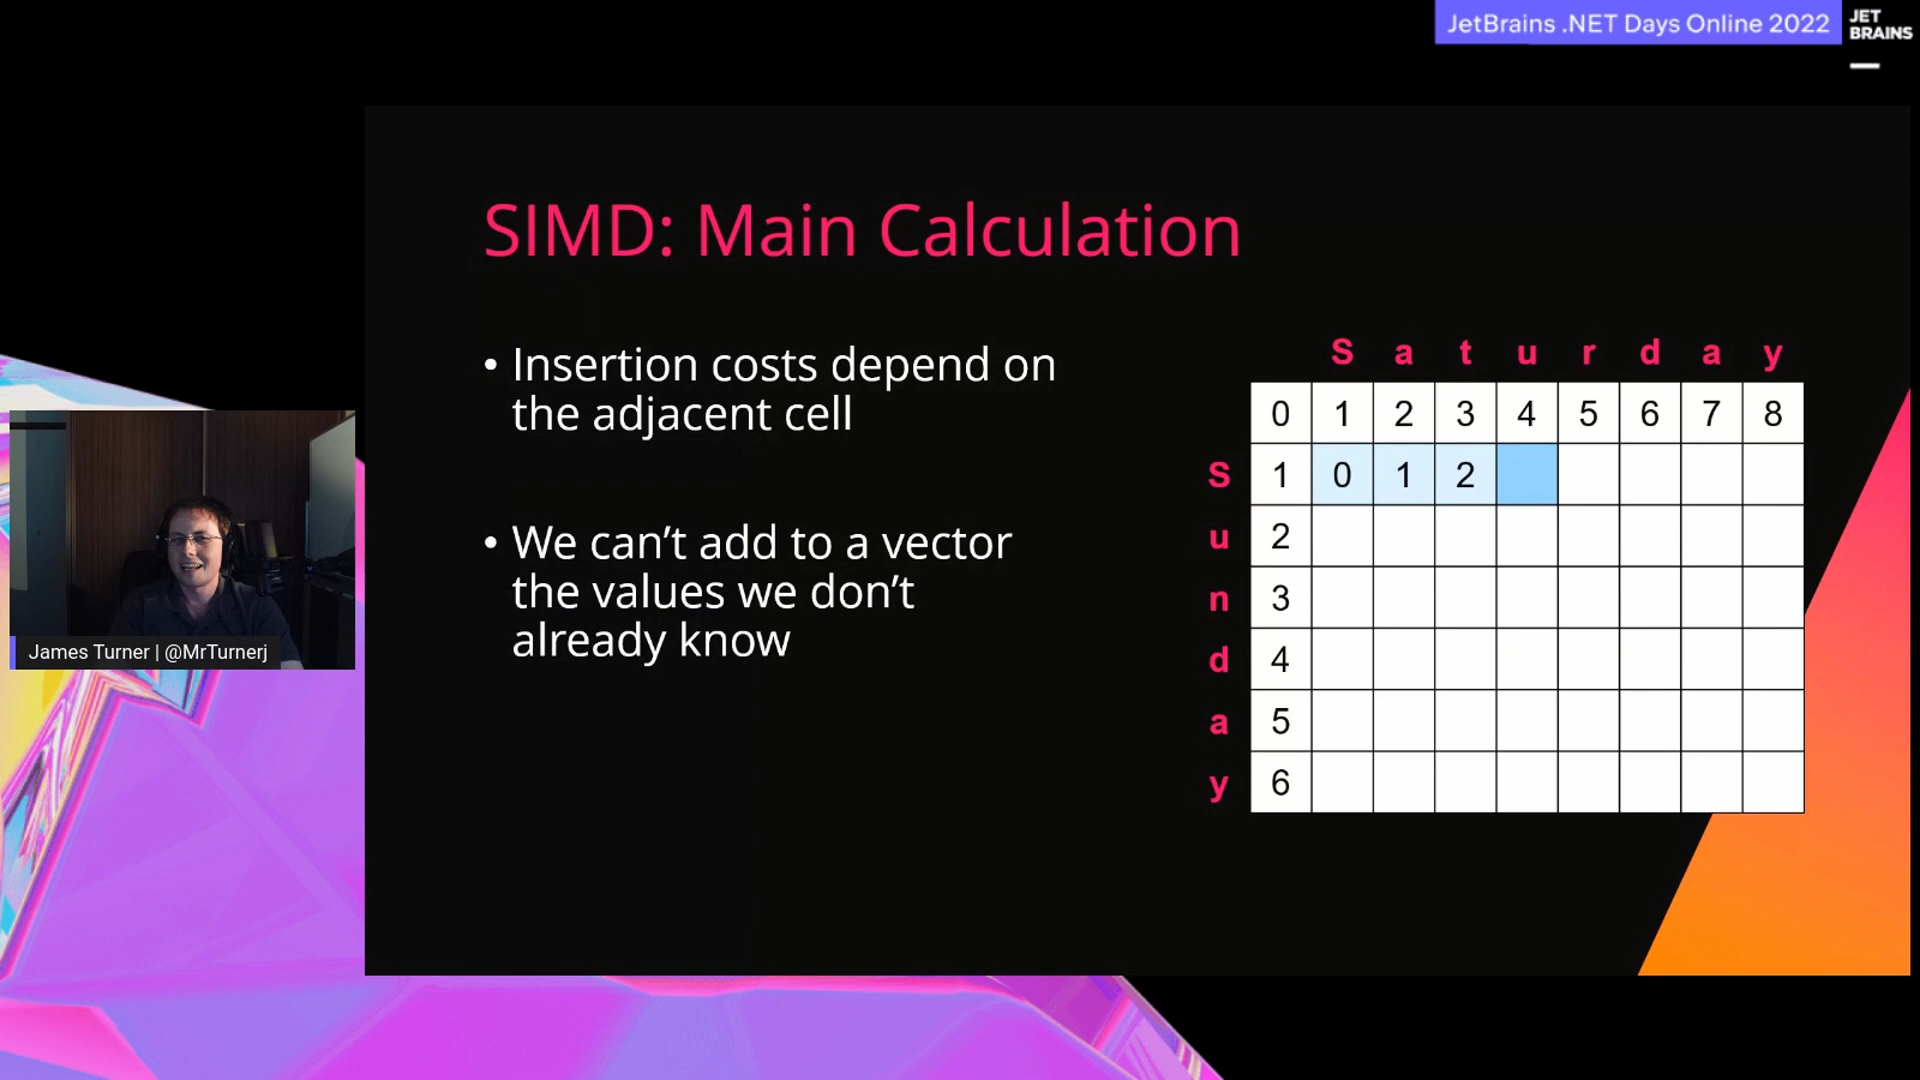 JetBrains .NET Days Online 2022
JET
BRAINS
SIMD: Main Calculation
• Insertion costs depend on
the adjacent cell
• We can’t add to a vector
the values we don’t
already know
S a t u r d a y
0 1 2 3 4 5 6 7 8
S 1 0 1 2
u 2
n 3
d 4
a 5
y 6
James Turner | @MrTurnerj